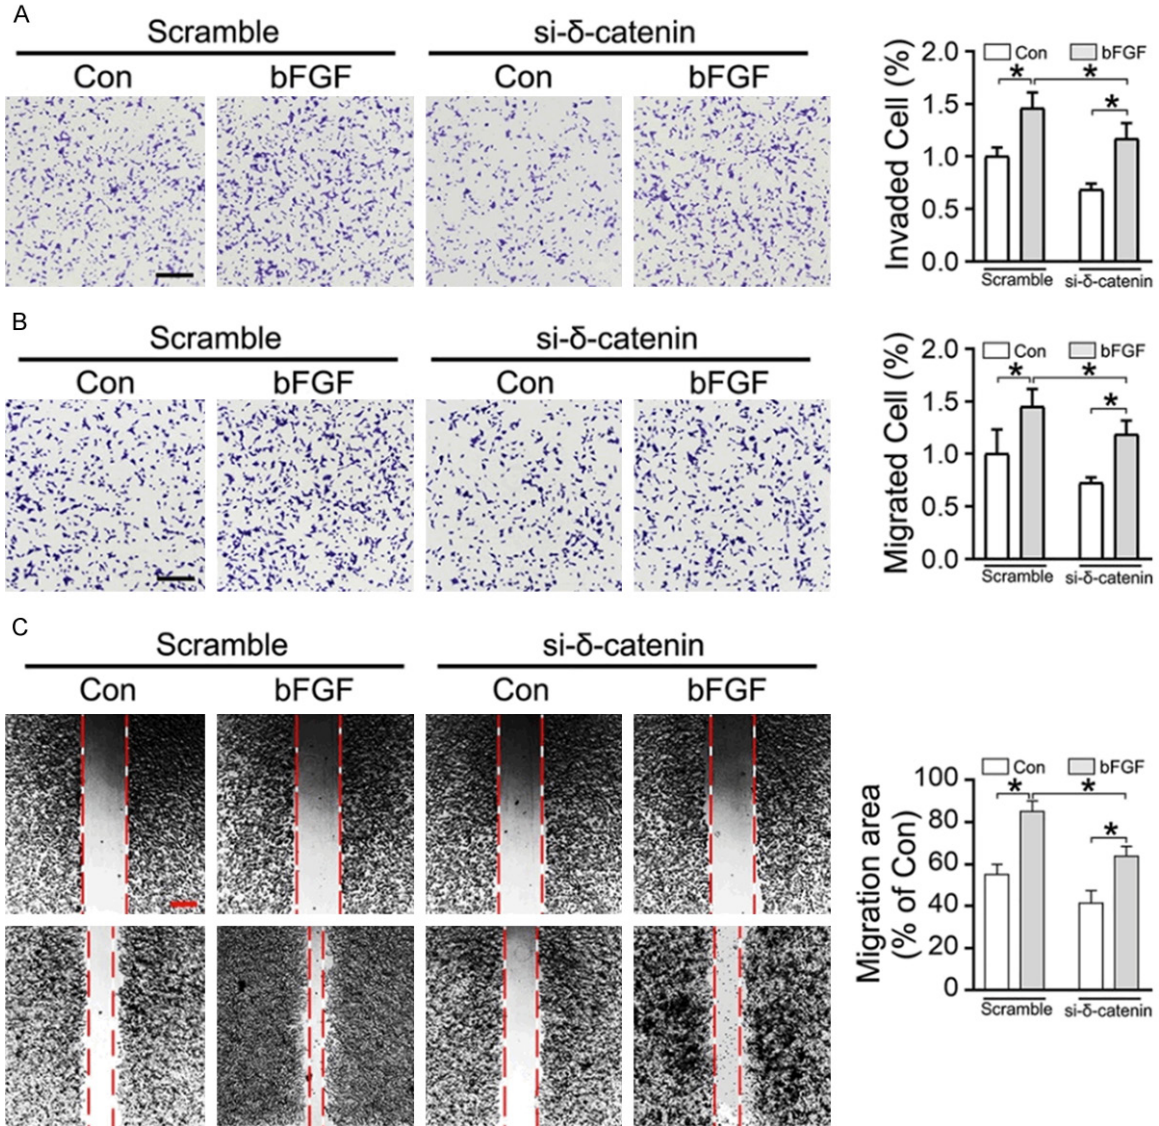 A
Scramble si-δ-catenin
Con bFGF Con bFGF
Invaded Cell (%)
2.0
1.5
1.0
0.5
0.0
Con bFGF
* *
*
Scramble si-δ-catenin
B
Scramble si-δ-catenin
Con bFGF Con bFGF
Migrated Cell (%)
2.0
1.5
1.0
0.5
0.0
Con bFGF
* *
*
Scramble si-δ-catenin
C
Scramble si-δ-catenin
Con bFGF Con bFGF
Migration area
(% of Con)
100
80
60
40
20
0
Con bFGF
* *
*
Scramble si-δ-catenin